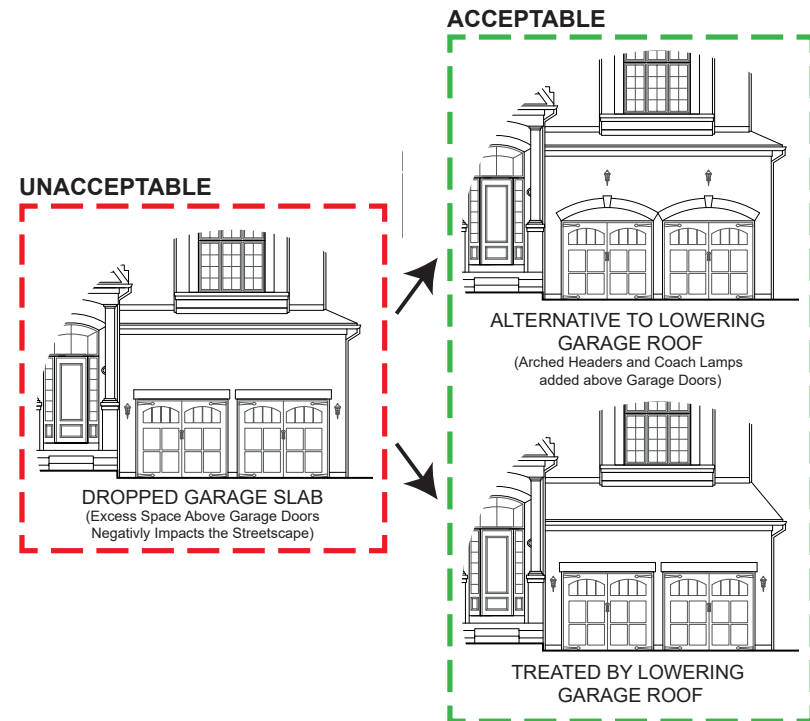 UNACCEPTABLE
DROPPED GARAGE SLAB
(Excess Space Above Garage Doors
Negativly Impacts the Streetscape)
ACCEPTABLE
ALTERNATIVE TO LOWERING
GARAGE ROOF
(Arched Headers and Coach Lamps
added above Garage Doors)
TREATED BY LOWERING
GARAGE ROOF